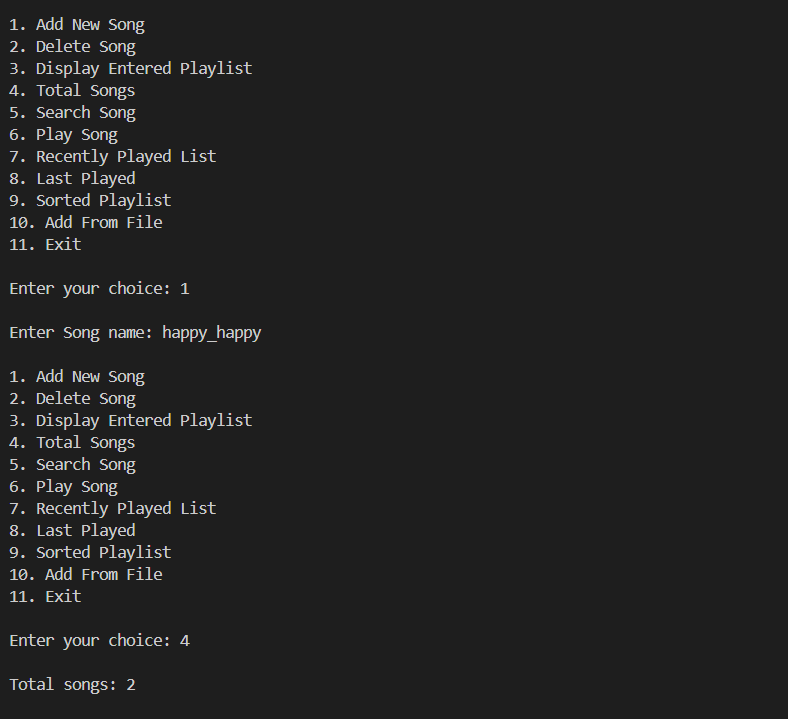 1. Add New Song
2. Delete Song
3. Display Entered Playlist
4. Total Songs
5. Search Song
6. Play Song
7. Recently Played List
8. Last Played
9. Sorted Playlist
10. Add From File
11. Exit
Enter your choice: 1
Enter Song name: happy_happy
1. Add New Song
2. Delete Song
3. Display Entered Playlist
4. Total Songs
5. Search Song
6. Play Song
7. Recently Played List
8. Last Played
9. Sorted Playlist
10. Add From File
11. Exit
Enter your choice: 4
Total songs: 2